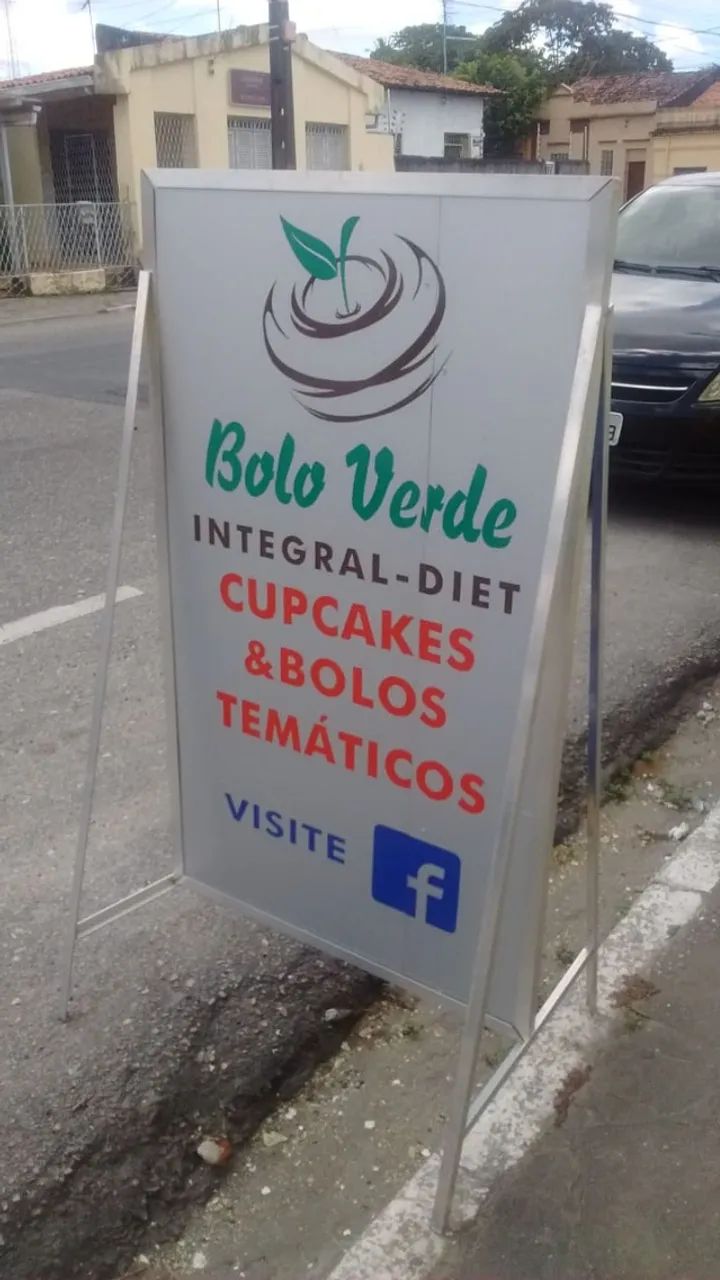 Bolo Verde
INTEGRAL-DIET
CUPCAKES
&BOLOS
TEMÁTICOS
VISITE f